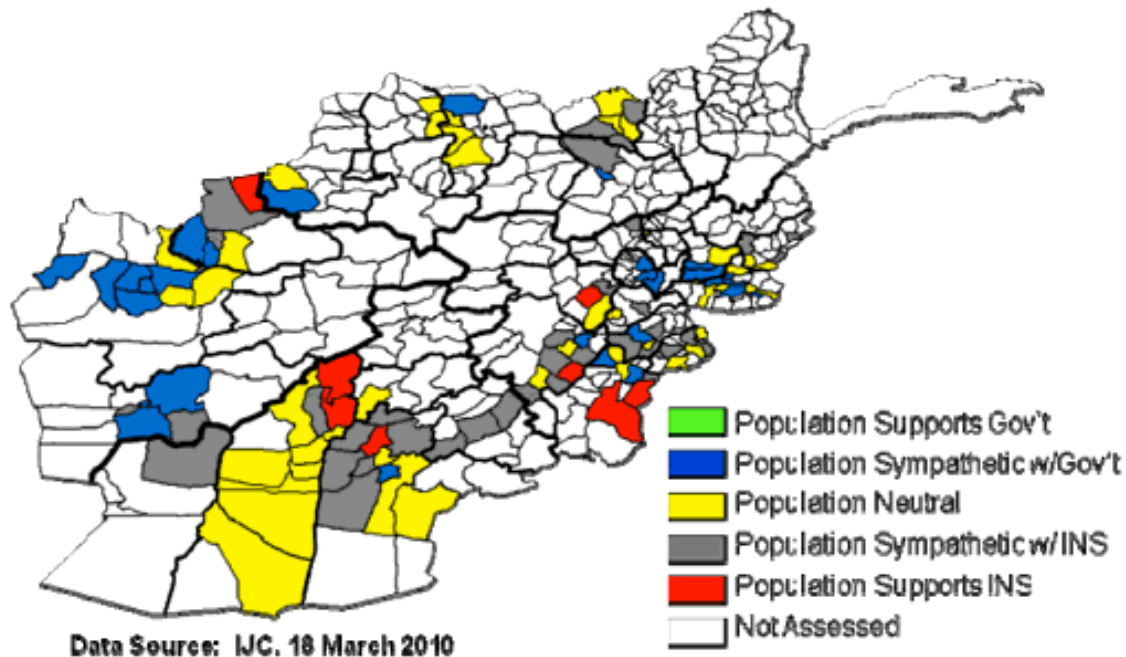 Population Supports Gov't
Population Sympathetic w/Gov't
Population Neutral
Population Sympathetic w/ INS
Population Supports INS
Not Assessed
Data Source: IJC, 18 March 2010